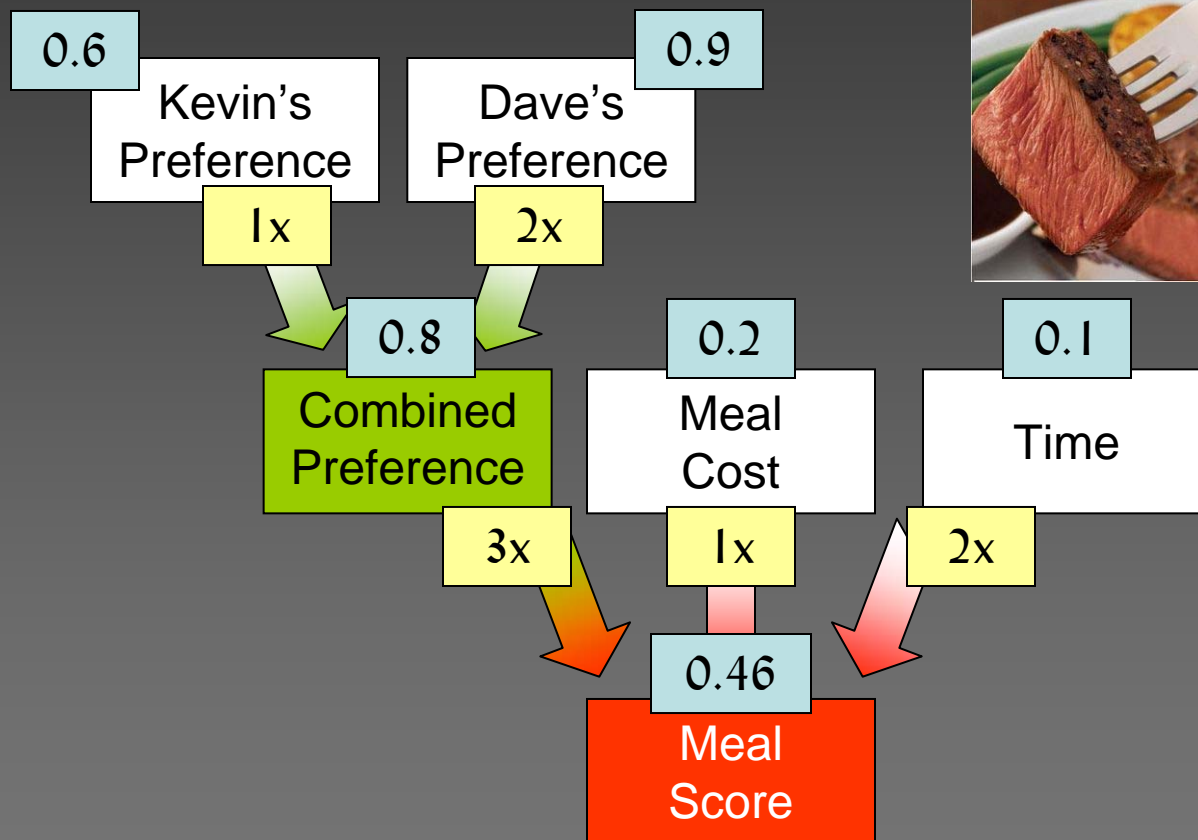 0.6
0.9
Kevin's
Preference
Dave's
Preference
1x
2x
0.8
0.2
0.1
Combined
Preference
Meal
Cost
Time
3x
1x
2x
0.46
Meal
Score